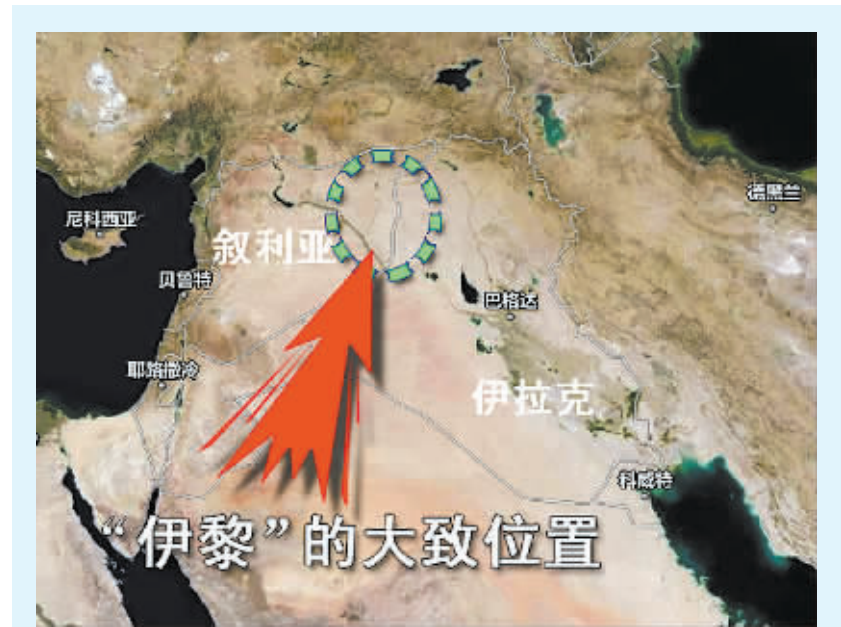 德黑兰
尼科西亚
叙利亚
贝鲁特
巴格达
耶路撒冷
伊拉克
科威特
“伊黎”的大致位置